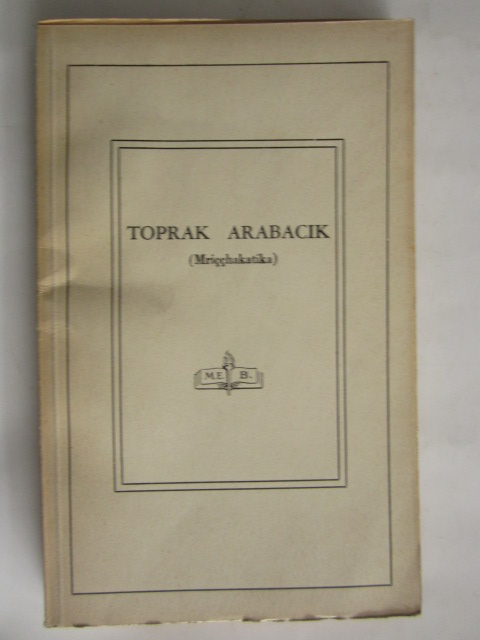 TOPRAK ARABACIK
(Mriççhakatika)
M.E. B.